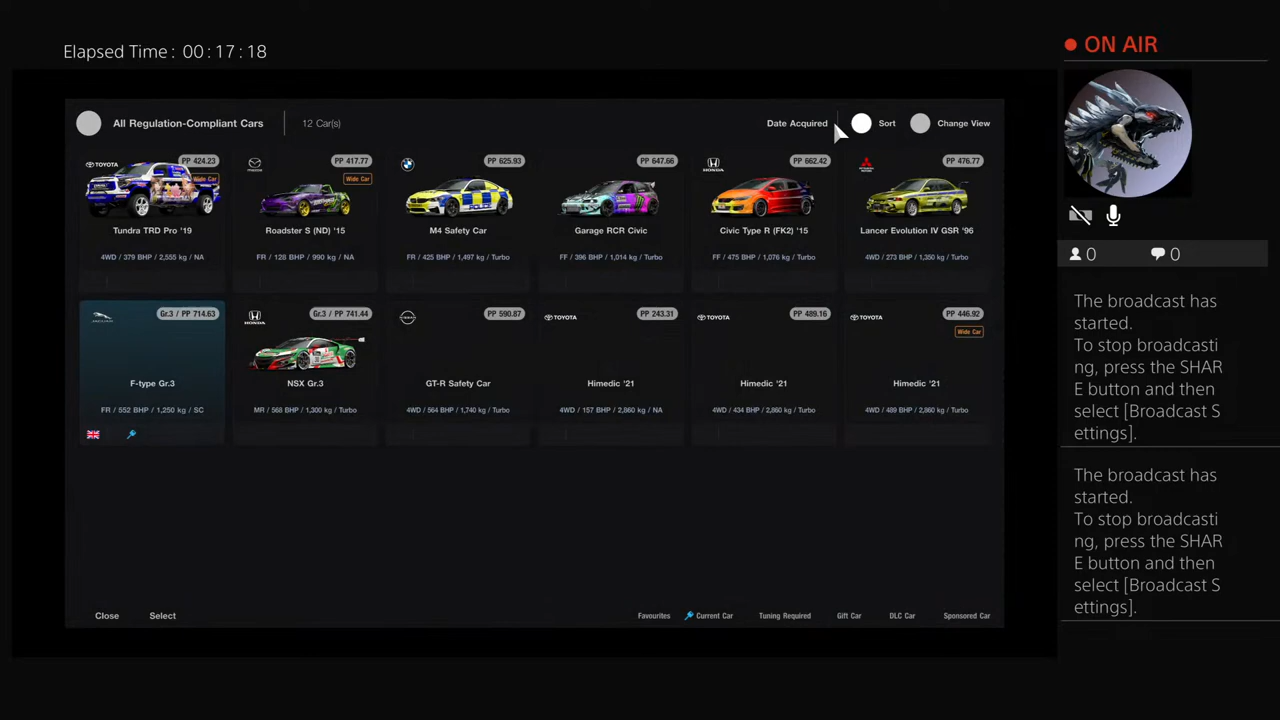 Elapsed Time : 00 : 17 : 18
ON AIR
All Regulation-Compliant Cars
12 Car(s)
Date Acquired
Sort
Change View
TOYOTA
PP 424.23
Wide Car
Tundra TRD Pro '19
4WD / 379 BHP / 2,555 kg / NA
PP 417.77
Wide Car
Roadster S (ND) '15
FR / 128 BHP / 990 kg / NA
PP 625.93
M4 Safety Car
FR / 425 BHP / 1,497 kg / Turbo
PP 647.66
Garage RCR Civic
FF / 396 BHP / 1,014 kg / Turbo
HONDA
PP 662.42
Civic Type R (FK2) '15
FF / 475 BHP / 1,076 kg / Turbo
PP 476.77
Lancer Evolution IV GSR '96
4WD / 273 BHP / 1,350 kg / Turbo
Gr.3 / PP 714.63
F-type Gr.3
FR / 552 BHP / 1,250 kg / SC
HONDA
Gr.3 / PP 741.44
NSX Gr.3
MR / 568 BHP / 1,300 kg / Turbo
PP 590.87
GT-R Safety Car
4WD / 564 BHP / 1,740 kg / Turbo
TOYOTA
PP 243.31
Himedic '21
4WD / 157 BHP / 2,860 kg / NA
TOYOTA
PP 489.16
Himedic '21
4WD / 434 BHP / 2,860 kg / Turbo
TOYOTA
PP 446.92
Wide Car
Himedic '21
4WD / 489 BHP / 2,860 kg / Turbo
Close
Select
Favourites
Current Car
Tuning Required
Gift Car
DLC Car
Sponsored Car
0
0
The broadcast has
started.
To stop broadcasti
ng, press the SHAR
E button and then
select [Broadcast S
ettings].
The broadcast has
started.
To stop broadcasti
ng, press the SHAR
E button and then
select [Broadcast S
ettings].